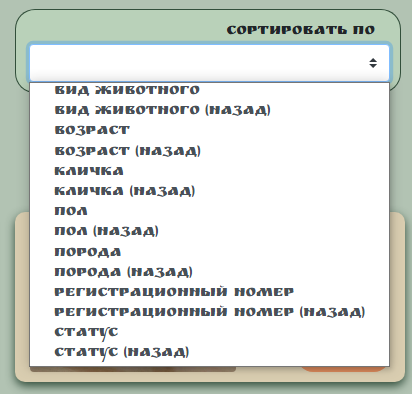 Сортировать по
Вид животного
Вид животного (назад)
Возраст
Возраст (назад)
Кличка
Кличка (назад)
Пол
Пол (назад)
Порода
Порода (назад)
Регистрационный номер
Регистрационный номер (назад)
Статус
Статус (назад)